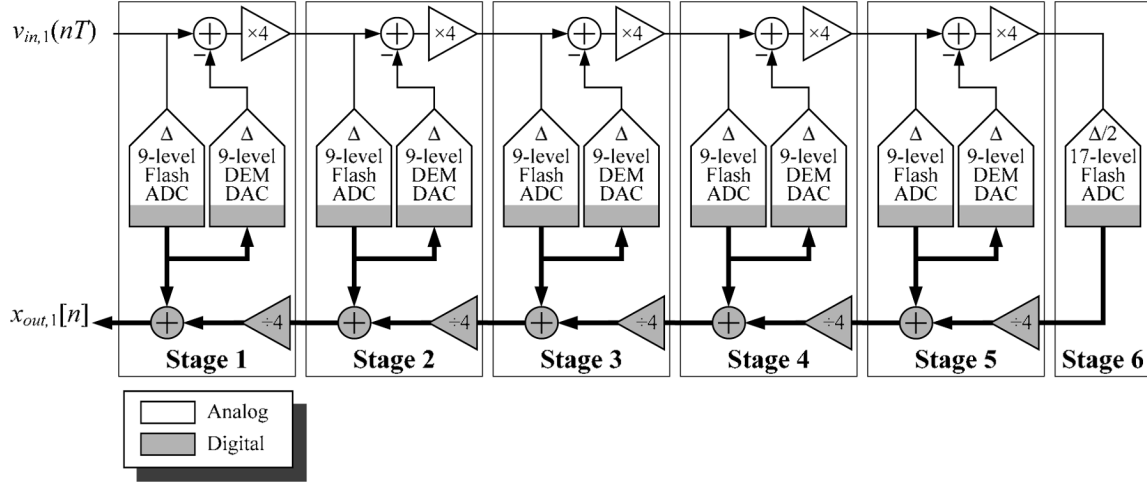 v_{in,1}(nT)
×4
×4
×4
×4
×4
Δ
9-level
Flash
ADC
Δ
9-level
DEM
DAC
Δ
9-level
Flash
ADC
Δ
9-level
DEM
DAC
Δ
9-level
Flash
ADC
Δ
9-level
DEM
DAC
Δ
9-level
Flash
ADC
Δ
9-level
DEM
DAC
Δ
9-level
Flash
ADC
Δ
9-level
DEM
DAC
Δ/2
17-level
Flash
ADC
x_{out,1}[n]
÷4
÷4
÷4
÷4
÷4
Stage 1
Stage 2
Stage 3
Stage 4
Stage 5
Stage 6
Analog
Digital